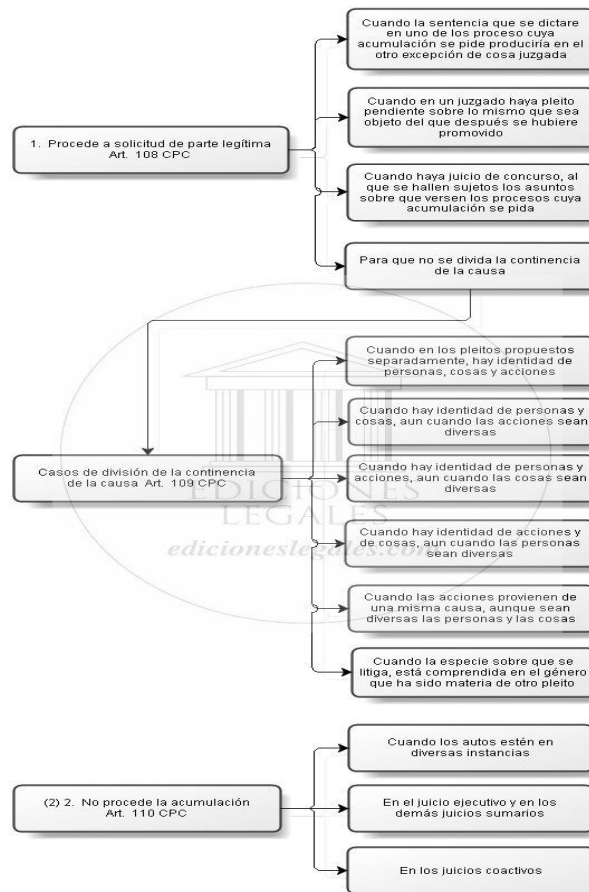 Cuando la sentencia que se dictare
en uno de los proceso cuya
acumulación se pide produciría en el
otro excepción de cosa juzgada
1. Procede a solicitud de parte legítima
Art. 108 CPC
Cuando en un juzgado haya pleito
pendiente sobre lo mismo que sea
objeto del que después se hubiere
promovido
Cuando haya juicio de concurso, al
que se hallen sujetos los asuntos
sobre que versen los procesos cuya
acumulación se pida
Para que no se divida la continencia
de la causa
Casos de división de la continencia
de la causa Art. 109 CPC
Cuando en los pleitos propuestos
separadamente, hay identidad de
personas, cosas y acciones
Cuando hay identidad de personas y
cosas, aun cuando las acciones sean
diversas
Cuando hay identidad de personas y
acciones, aun cuando las cosas sean
diversas
Cuando hay identidad de acciones y
de cosas, aun cuando las personas
sean diversas
Cuando las acciones provienen de
una misma causa, aunque sean
diversas las personas y las cosas
Cuando la especie sobre que se
litiga, está comprendida en el género
que ha sido materia de otro pleito
EDICIONES
LEGALES
edicioneslegales.com
(2) 2. No procede la acumulación
Art. 110 CPC
Cuando los autos estén en
diversas instancias
En el juicio ejecutivo y en los
demás juicios sumarios
En los juicios coactivos